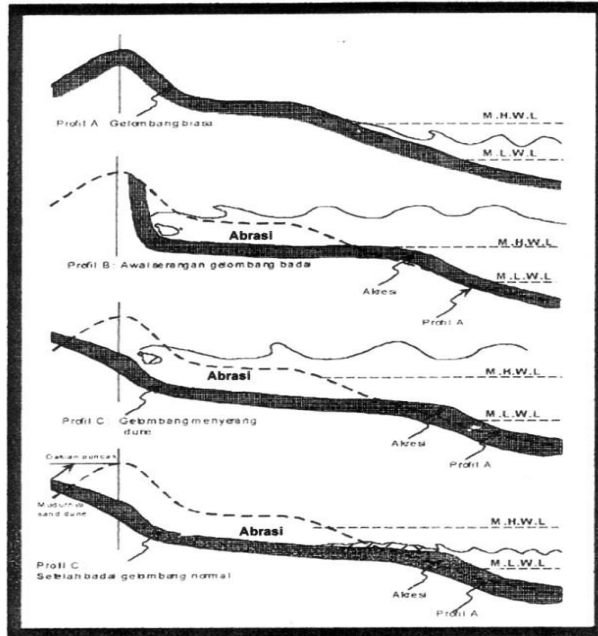 M.H.W.L
Profil A Gelombang biasa
M.L.W.L
Abrasi
M.H.W.L
Profil B: Awal serangan gelombang badai
M.L.W.L
Akresi
Profil A
Abrasi
M.H.W.L
Profil C: Gelombang menyerang
dune
M.L.W.L
Akresi
Profil A
puncak
sand dune
Abrasi
M.H.W.L
Profil C:
Setelah badai gelombang normal
M.L.W.L
Akresi
Profil A